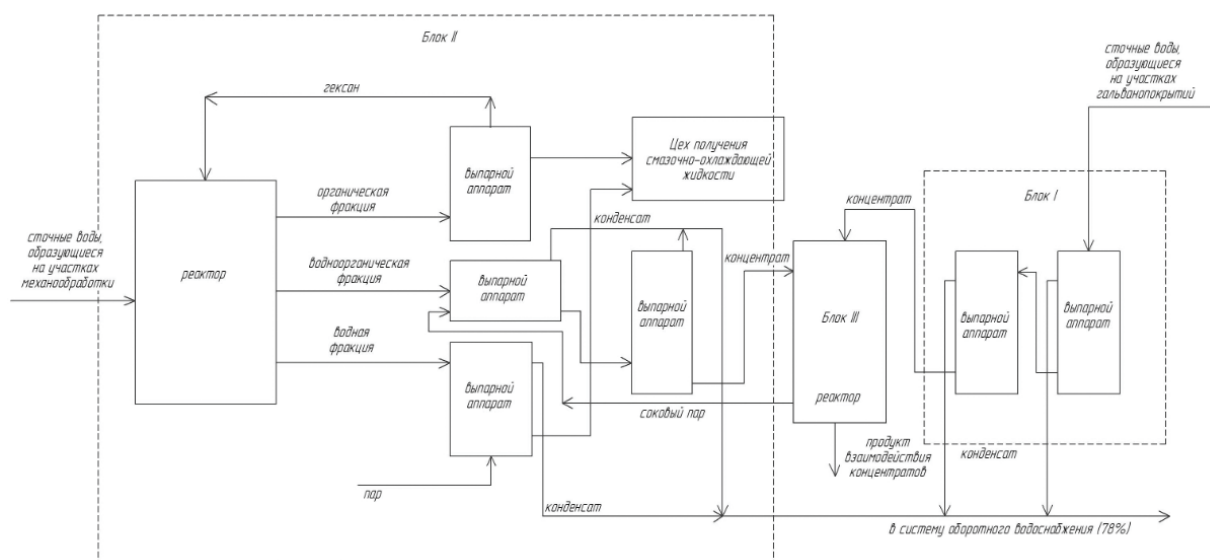 Блок II
сточные воды,
образующиеся
на участках
гальванопокрытий
гексан
Цех получения
смазочно-охлаждающей
жидкости
выпарной
аппарат
Блок I
органическая
фракция
концентрат
конденсат
сточные воды,
образующиеся
на участках
механообработки
реактор
водноорганическая
фракция
выпарной
аппарат
концентрат
выпарной
аппарат
Блок III
реактор
выпарной
аппарат
выпарной
аппарат
водная
фракция
выпарной
аппарат
соковый пар
продукт
взаимодействия
концентратов
конденсат
пар
конденсат
в систему оборотного водоснабжения (78%)